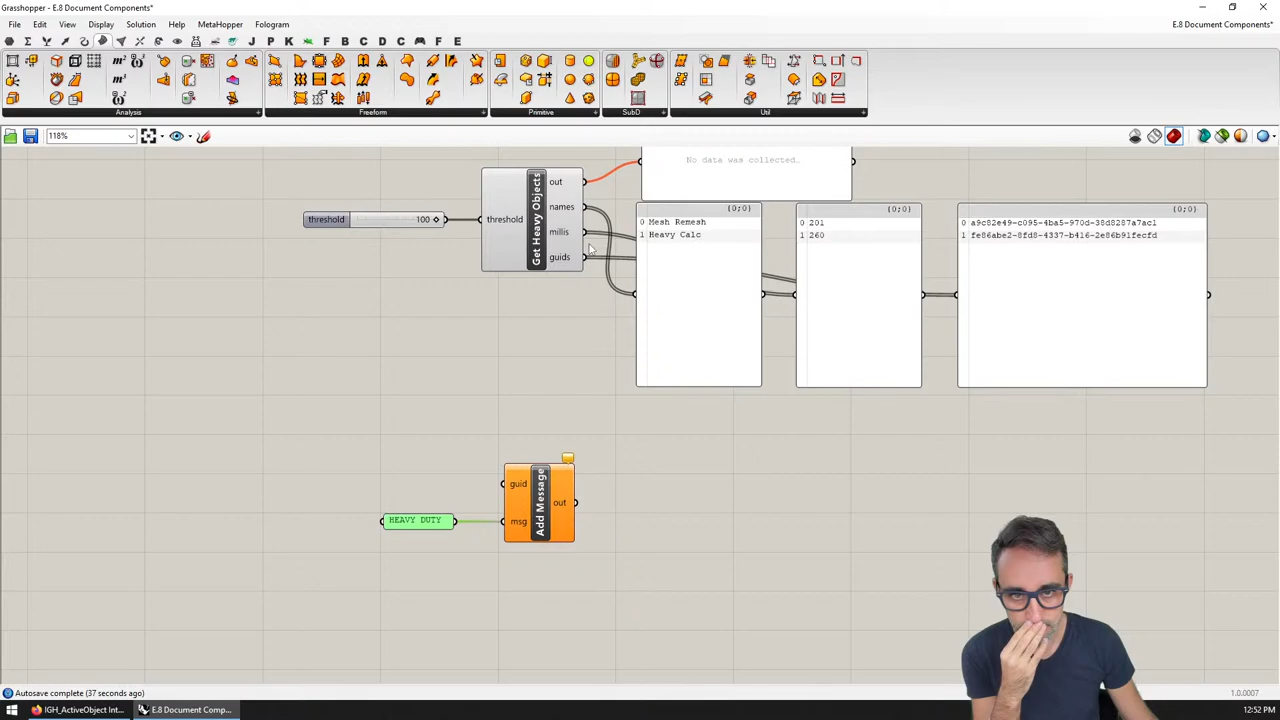 Grasshopper - E.8 Document Components*
File Edit View Display Solution Help MetaHopper Fologram
E.8 Document Components*
P K F B C D C F E
Analysis Freeform Primitive SubD Util
118%
No data was collected…
threshold 100
threshold
Get Heavy Objects
out
names
millis
guids
{0;0}
0 Mesh Remesh
1 Heavy Calc
{0;0}
0 201
1 260
{0;0}
0 a9c82e49-c095-4ba5-970d-38d8287a7ac1
1 fe86abe2-8fd8-4337-b416-2e86b91fecfd
HEAVY DUTY
guid
msg
Add Message
out
Autosave complete (37 seconds ago)
1.0.0007
IGH_ActiveObject Int...
E.8 Document Comp...
12:52 PM